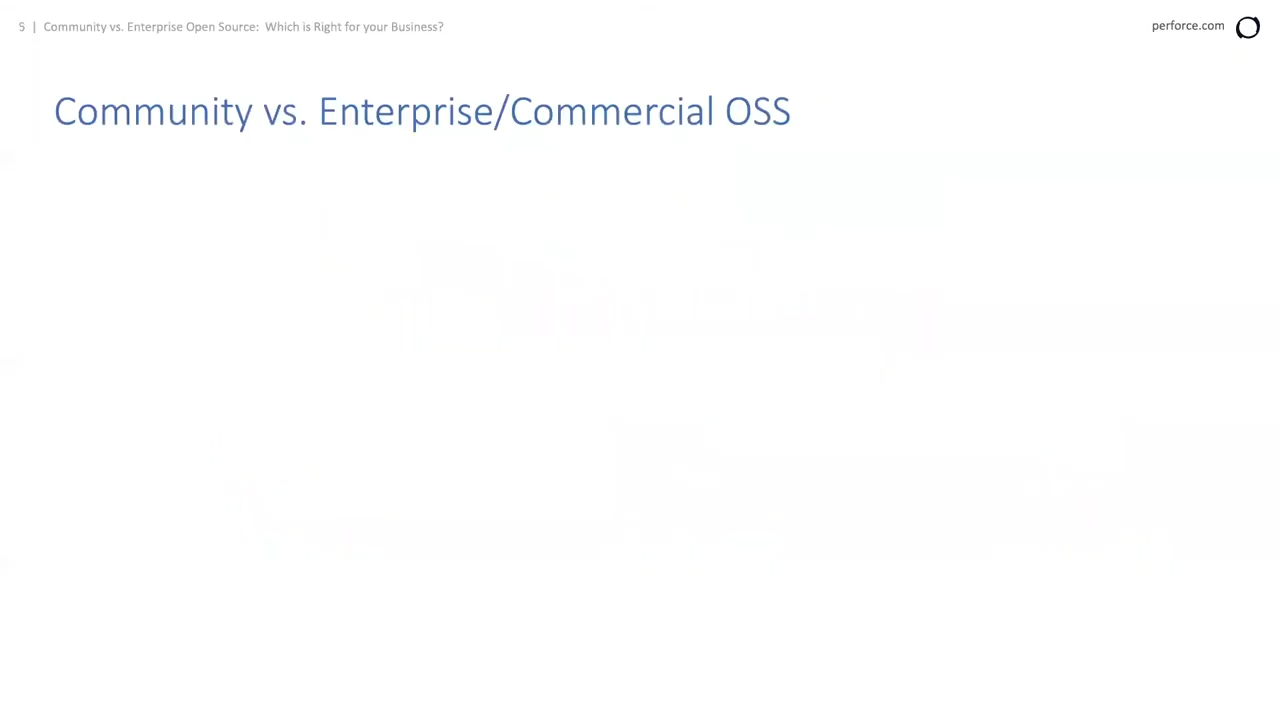 5 | Community vs. Enterprise Open Source: Which is Right for your Business?
perforce.com
Community vs. Enterprise/Commercial OSS